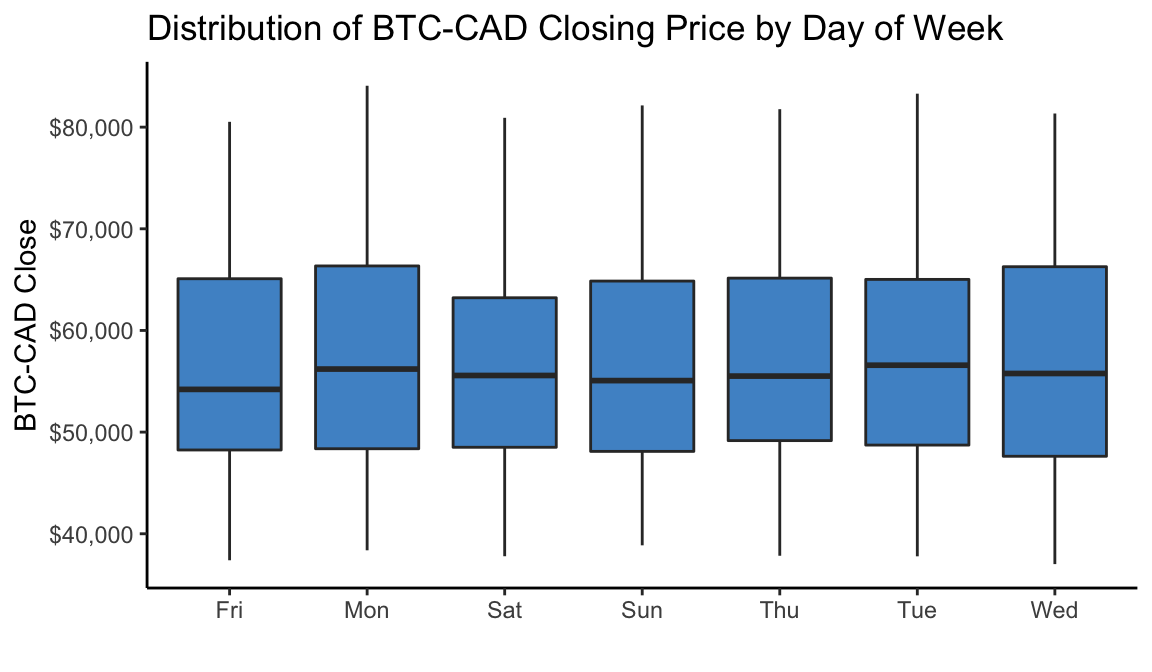 Distribution of BTC-CAD Closing Price by Day of Week
BTC-CAD Close
$80,000
$70,000
$60,000
$50,000
$40,000
Fri Mon Sat Sun Thu Tue Wed